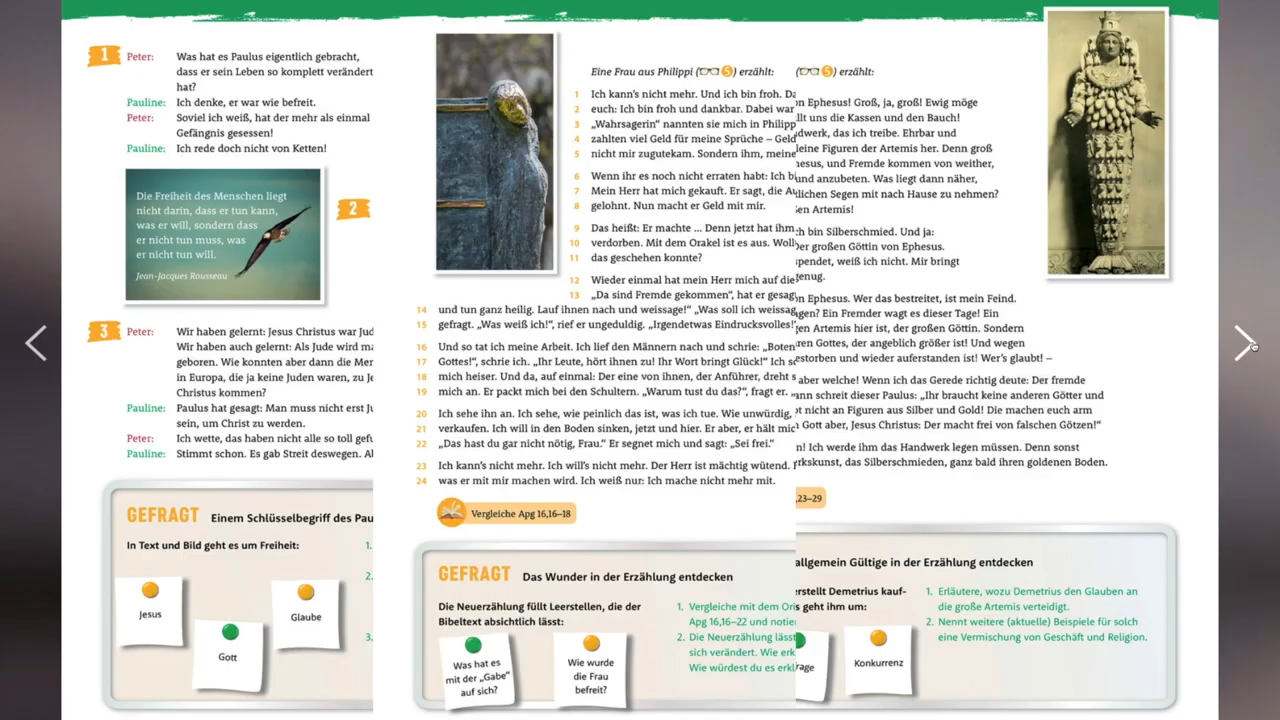 1
Peter: Was hat es Paulus eigentlich gebracht,
dass er sein Leben so komplett verändert
hat?
Pauline: Ich denke, er war wie befreit.
Peter: Soviel ich weiß, hat der mehr als einmal
Gefängnis gesessen!
Pauline: Ich rede doch nicht von Ketten!
Die Freiheit des Menschen liegt
nicht darin, dass er tun kann,
was er will, sondern dass
er nicht tun muss, was
er nicht tun will.
Jean-Jacques Rousseau
2
3
Peter: Wir haben gelernt: Jesus Christus war Jud
Wir haben auch gelernt: Als Jude wird m
geboren. Wie konnten aber dann die Mer
in Europa, die ja keine Juden waren, zu Je
Christus kommen?
Pauline: Paulus hat gesagt: Man muss nicht erst Ju
sein, um Christ zu werden.
Peter: Ich wette, das haben nicht alle so toll gefu
Pauline: Stimmt schon. Es gab Streit deswegen. Al
GEFRAGT Einem Schlüsselbegriff des Pau
In Text und Bild geht es um Freiheit:
1.
2.
3.
Jesus
Gott
Glaube
Eine Frau aus Philippi ( 5 ) erzählt:
1 Ich kann's nicht mehr. Und ich bin froh. Da
2 euch: Ich bin froh und dankbar. Dabei war
3 „Wahrsagerin" nannten sie mich in Philipp
4 zahlten viel Geld für meine Sprüche – Geld
5 nicht mir zugutekam. Sondern ihm, meine
6 Wenn ihr es noch nicht erraten habt: Ich bi
7 Mein Herr hat mich gekauft. Er sagt, die Au
8 gelohnt. Nun macht er Geld mit mir.
9 Das heißt: Er machte ... Denn jetzt hat ihm
10 verdorben. Mit dem Orakel ist es aus. Woll
11 das geschehen konnte?
12 Wieder einmal hat mein Herr mich auf die
13 „Da sind Fremde gekommen", hat er gesag
14 und tun ganz heilig. Lauf ihnen nach und weissage!" „Was soll ich weissag
15 gefragt. „Was weiß ich!", rief er ungeduldig. „Irgendetwas Eindrucksvolles!"
16 Und so tat ich meine Arbeit. Ich lief den Männern nach und schrie: „Boten
17 Gottes!", schrie ich. „Ihr Leute, hört ihnen zu! Ihr Wort bringt Glück!" Ich s
18 mich heiser. Und da, auf einmal: Der eine von ihnen, der Anführer, dreht s
19 mich an. Er packt mich bei den Schultern. „Warum tust du das?", fragt er. „
20 Ich sehe ihn an. Ich sehe, wie peinlich das ist, was ich tue. Wie unwürdig,
21 verkaufen. Ich will in den Boden sinken, jetzt und hier. Er aber, er hält mic
22 „Das hast du gar nicht nötig, Frau." Er segnet mich und sagt: „Sei frei."
23 Ich kann's nicht mehr. Ich will's nicht mehr. Der Herr ist mächtig wütend.
24 was er mit mir machen wird. Ich weiß nur: Ich mache nicht mehr mit.
Vergleiche Apg 16,16–18
GEFRAGT Das Wunder in der Erzählung entdecken
Die Neuerzählung füllt Leerstellen, die der
Bibeltext absichtlich lässt:
Was hat es
mit der „Gabe"
auf sich?
Wie wurde
die Frau
befreit?
1. Vergleiche mit dem Ori
Apg 16,16–22 und notie
2. Die Neuerzählung lässt
sich verändert. Wie erk
Wie würdest du es erkl
( 5 ) erzählt:
n Ephesus! Groß, ja, groß! Ewig möge
llt uns die Kassen und den Bauch!
dwerk, das ich treibe. Ehrbar und
leine Figuren der Artemis her. Denn groß
hesus, und Fremde kommen von weither,
und anzubeten. Was liegt dann näher,
lichen Segen mit nach Hause zu nehmen?
ßen Artemis!
ch bin Silberschmied. Und ja:
Der großen Göttin von Ephesus.
spendet, weiß ich nicht. Mir bringt
genug.
n Ephesus. Wer das bestreitet, ist mein Feind.
agen? Ein Fremder wagt es dieser Tage! Ein
gen Artemis hier ist, der großen Göttin. Sondern
ren Gottes, der angeblich größer ist! Und wegen
estorben und wieder auferstanden ist! Wer's glaubt! –
aber welche! Wenn ich das Gerede richtig deute: Der fremde
ann schreit dieser Paulus: „Ihr braucht keine anderen Götter und
t nicht an Figuren aus Silber und Gold! Die machen euch arm
Gott aber, Jesus Christus: Der macht frei von falschen Götzen!"
n! Ich werde ihm das Handwerk legen müssen. Denn sonst
rkskunst, das Silberschmieden, ganz bald ihren goldenen Boden.
,23–29
allgemein Gültige in der Erzählung entdecken
erstellt Demetrius kauf-
s geht ihm um:
rage
Konkurrenz
1. Erläutere, wozu Demetrius den Glauben an
die große Artemis verteidigt.
2. Nennt weitere (aktuelle) Beispiele für solch
eine Vermischung von Geschäft und Religion.